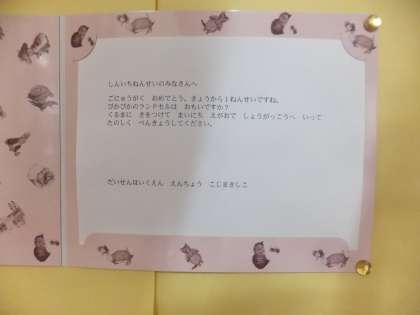 しんいちねんせいのみなさんへ
ごにゅうがく　おめでとう。きょうから１ねんせいですね。
ぴかぴかのランドセルは　おもいですか？
くるまに　きをつけて　まいにち　えがおで　しょうがっこうへ　いって
たのしく　べんきょうしてください。
だいせんほいくえん　えんちょう　こじまきしこ